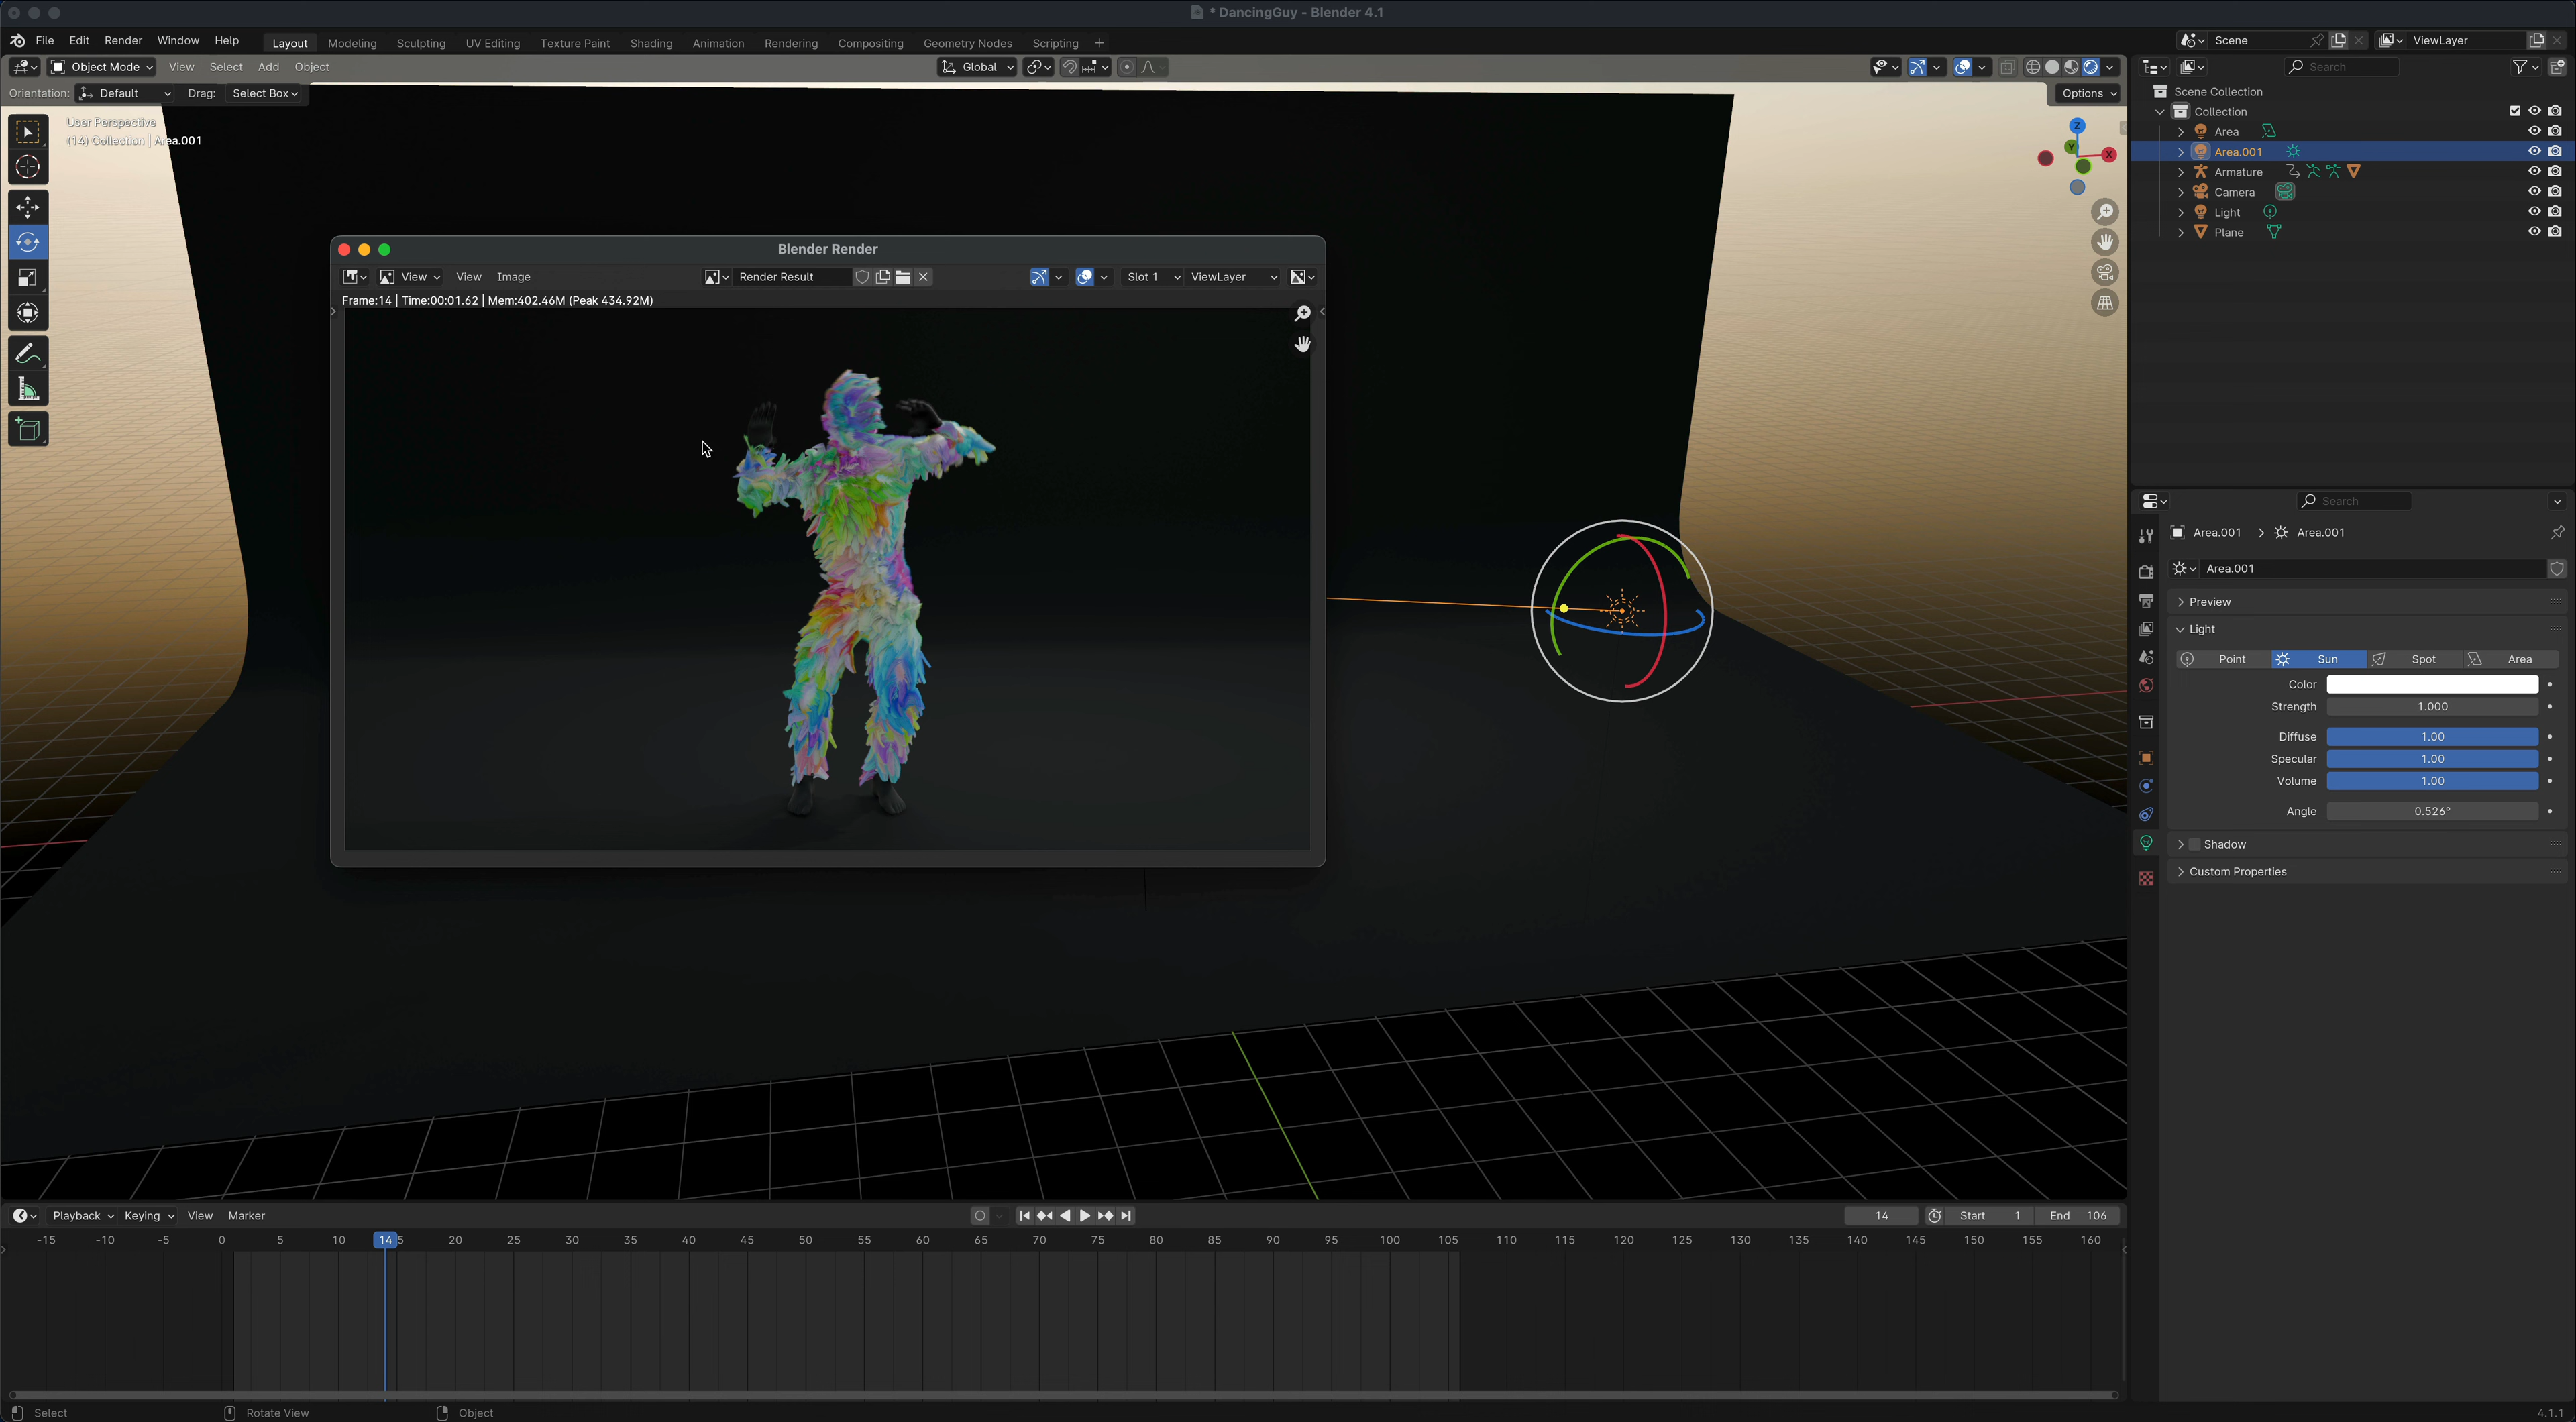 * DancingGuy - Blender 4.1
File Edit Render Window Help Layout Modeling Sculpting UV Editing Texture Paint Shading Animation Rendering Compositing Geometry Nodes Scripting + Scene ViewLayer
Object Mode View Select Add Object Global Search
Orientation: Default Drag: Select Box Options
Scene Collection
User Perspective
(14) Collection | Area.001
Collection
Area
Area.001
Armature
Camera
Light
Plane
Z
Y
X
Blender Render
View View Image Render Result Slot 1 ViewLayer
Frame:14 | Time:00:01.62 | Mem:402.46M (Peak 434.92M)
Search
Area.001 > Area.001
Area.001
Preview
Light
Point Sun Spot Area
Color
Strength 1.000
Diffuse 1.00
Specular 1.00
Volume 1.00
Angle 0.526°
Shadow
Custom Properties
Playback Keying View Marker 14 Start 1 End 106
-15 -10 -5 0 5 10 14 5 20 25 30 35 40 45 50 55 60 65 70 75 80 85 90 95 100 105 110 115 120 125 130 135 140 145 150 155 160
Select Rotate View Object 4.1.1